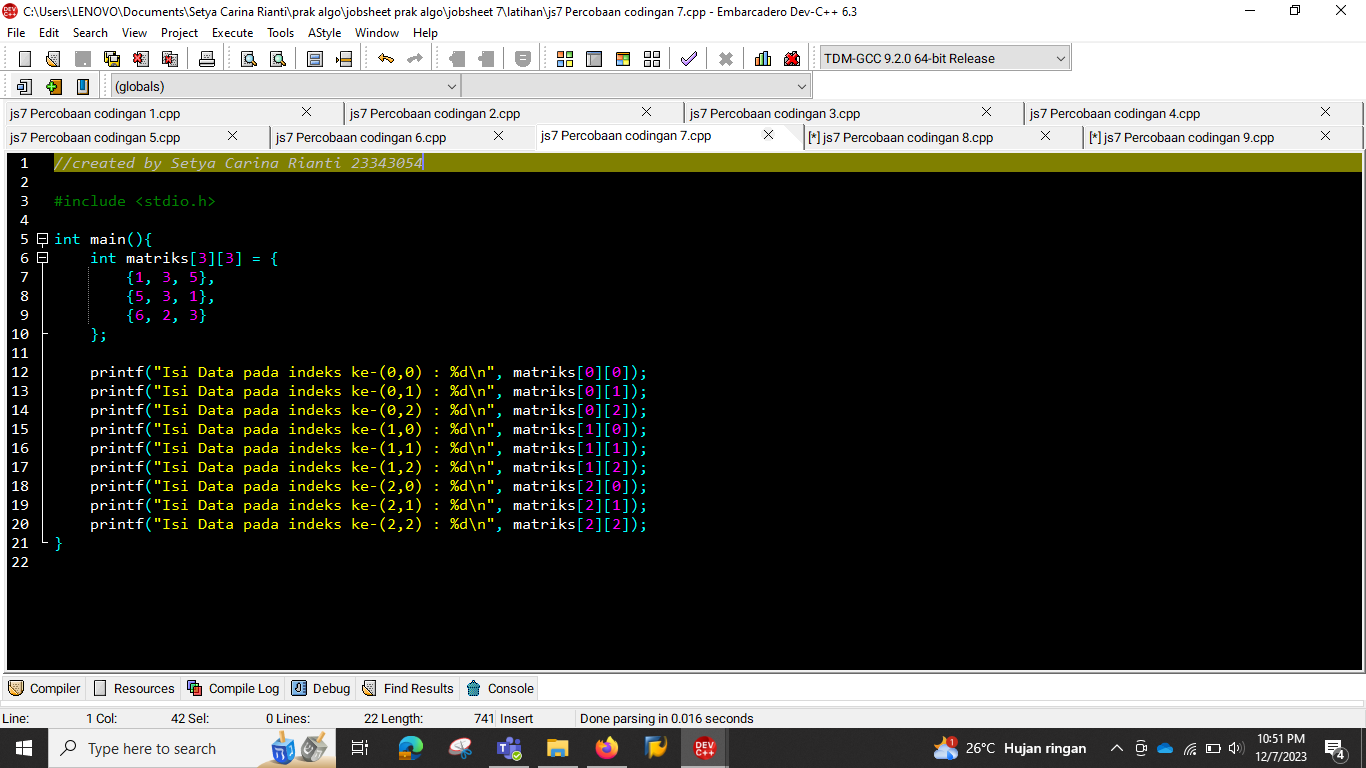 C:\Users\LENOVO\Documents\Setya Carina Rianti\prak algo\jobsheet prak algo\jobsheet 7\latihan\js7 Percobaan codingan 7.cpp - Embarcadero Dev-C++ 6.3
File Edit Search View Project Execute Tools AStyle Window Help
TDM-GCC 9.2.0 64-bit Release
(globals)
js7 Percobaan codingan 1.cpp js7 Percobaan codingan 2.cpp js7 Percobaan codingan 3.cpp js7 Percobaan codingan 4.cpp
js7 Percobaan codingan 5.cpp js7 Percobaan codingan 6.cpp js7 Percobaan codingan 7.cpp [*] js7 Percobaan codingan 8.cpp [*] js7 Percobaan codingan 9.cpp
1 //created by Setya Carina Rianti 23343054
2
3 #include <stdio.h>
4
5 int main(){
6 int matriks[3][3] = {
7 {1, 3, 5},
8 {5, 3, 1},
9 {6, 2, 3}
10 };
11
12 printf("Isi Data pada indeks ke-(0,0) : %d\n", matriks[0][0]);
13 printf("Isi Data pada indeks ke-(0,1) : %d\n", matriks[0][1]);
14 printf("Isi Data pada indeks ke-(0,2) : %d\n", matriks[0][2]);
15 printf("Isi Data pada indeks ke-(1,0) : %d\n", matriks[1][0]);
16 printf("Isi Data pada indeks ke-(1,1) : %d\n", matriks[1][1]);
17 printf("Isi Data pada indeks ke-(1,2) : %d\n", matriks[1][2]);
18 printf("Isi Data pada indeks ke-(2,0) : %d\n", matriks[2][0]);
19 printf("Isi Data pada indeks ke-(2,1) : %d\n", matriks[2][1]);
20 printf("Isi Data pada indeks ke-(2,2) : %d\n", matriks[2][2]);
21 }
22
Compiler Resources Compile Log Debug Find Results Console
Line: 1 Col: 42 Sel: 0 Lines: 22 Length: 741 Insert Done parsing in 0.016 seconds
Type here to search 26°C Hujan ringan 10:51 PM
12/7/2023 4